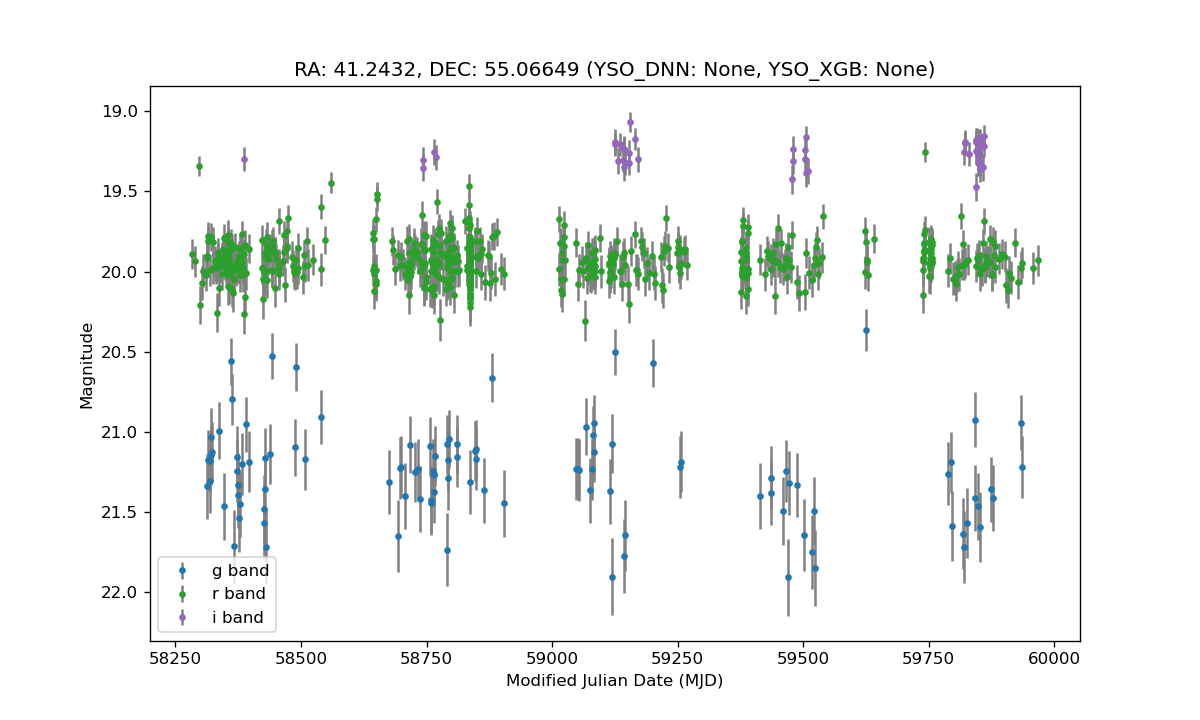 RA: 41.2432, DEC: 55.06649 (YSO_DNN: None, YSO_XGB: None)
19.0
19.5
20.0
20.5
21.0
21.5
22.0
Magnitude
g band
r band
i band
58250 58500 58750 59000 59250 59500 59750 60000
Modified Julian Date (MJD)